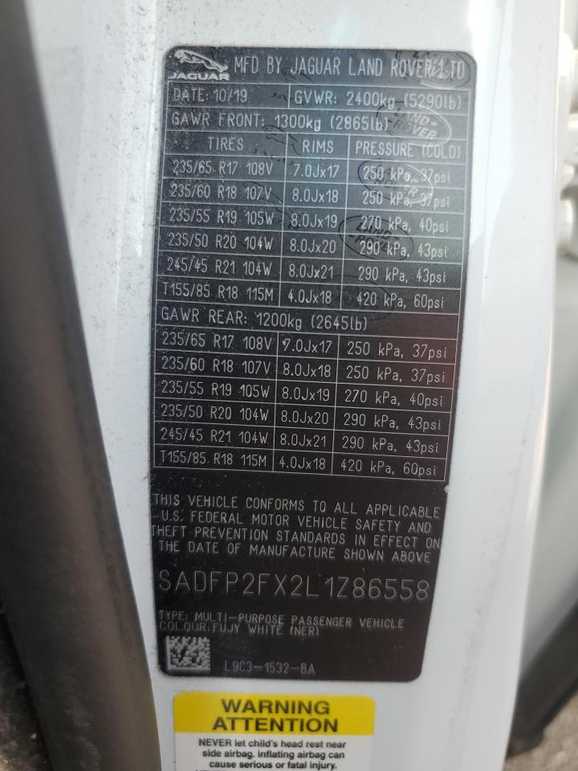 JAGUAR MFD BY JAGUAR LAND ROVER LTD
DATE: 10/19 GVWR: 2400kg (5290lb)
GAWR FRONT: 1300kg (2865lb)
TIRES RIMS PRESSURE (COLD)
235/65 R17 108V 7.0Jx17 250 kPa, 37psi
235/60 R18 107V 8.0Jx18 250 kPa, 37psi
235/55 R19 105W 8.0Jx19 270 kPa, 40psi
235/50 R20 104W 8.0Jx20 290 kPa, 43psi
245/45 R21 104W 8.0Jx21 290 kPa, 43psi
T155/85 R18 115M 4.0Jx18 420 kPa, 60psi
GAWR REAR: 1200kg (2645lb)
235/65 R17 108V 7.0Jx17 250 kPa, 37psi
235/60 R18 107V 8.0Jx18 250 kPa, 37psi
235/55 R19 105W 8.0Jx19 270 kPa, 40psi
235/50 R20 104W 8.0Jx20 290 kPa, 43psi
245/45 R21 104W 8.0Jx21 290 kPa, 43psi
T155/85 R18 115M 4.0Jx18 420 kPa, 60psi
THIS VEHICLE CONFORMS TO ALL APPLICABLE
U.S. FEDERAL MOTOR VEHICLE SAFETY AND
THEFT PREVENTION STANDARDS IN EFFECT ON
THE DATE OF MANUFACTURE SHOWN ABOVE
SADFP2FX2L1Z86558
TYPE: MULTI-PURPOSE PASSENGER VEHICLE
COLOUR: FUJY WHITE (NER)
L9C3-1532-BA
WARNING
ATTENTION
NEVER let child's head rest near
side airbag, inflating airbag can
cause serious or fatal injury.